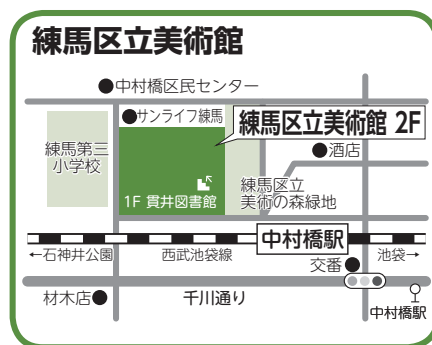 練馬区立美術館
中村橋区民センター
サンライフ練馬
練馬区立美術館 2F
酒店
練馬第三
小学校
練馬区立
美術の森緑地
1F 貫井図書館
中村橋駅
←石神井公園
西武池袋線
交番
池袋→
材木店
千川通り
中村橋駅